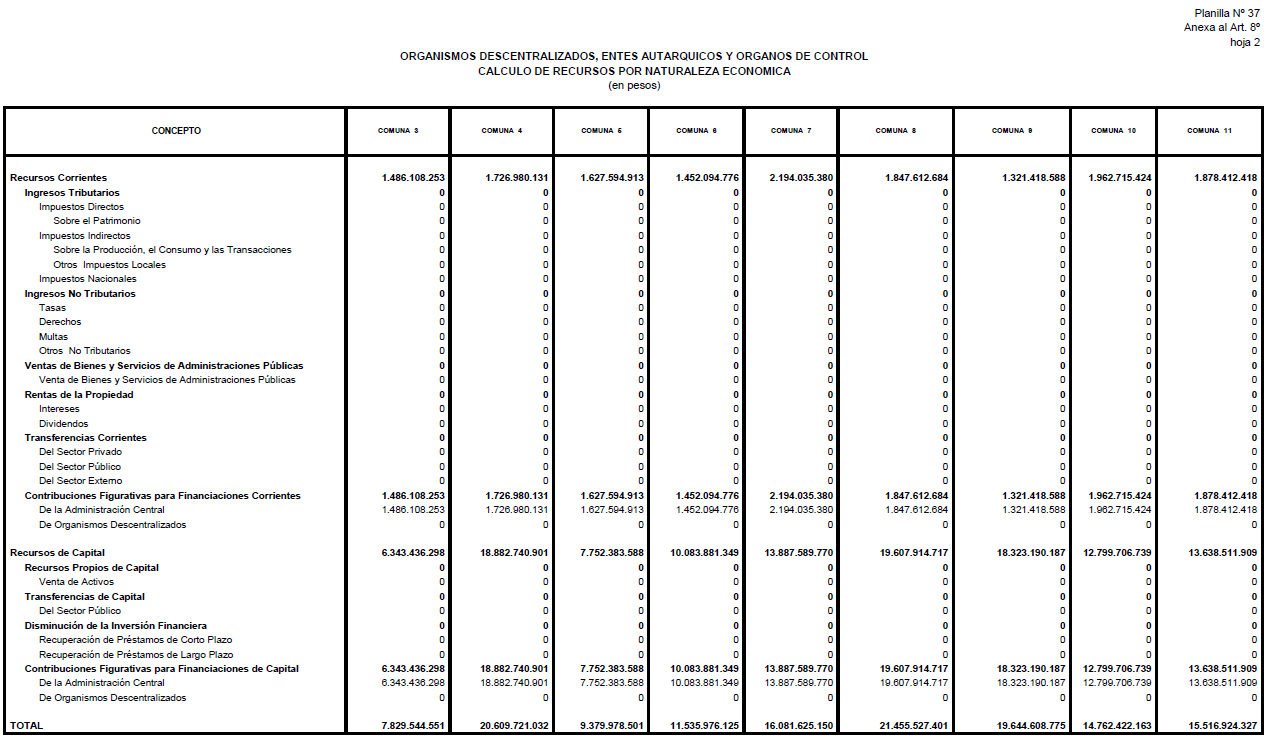 Planilla Nº 37
Anexa al Art. 8º
hoja 2
ORGANISMOS DESCENTRALIZADOS, ENTES AUTARQUICOS Y ORGANOS DE CONTROL
CALCULO DE RECURSOS POR NATURALEZA ECONOMICA
(en pesos)
CONCEPTO COMUNA 3 COMUNA 4 COMUNA 5 COMUNA 6 COMUNA 7 COMUNA 8 COMUNA 9 COMUNA 10 COMUNA 11
Recursos Corrientes 1.486.108.253 1.726.980.131 1.627.594.913 1.452.094.776 2.194.035.380 1.847.612.684 1.321.418.588 1.962.715.424 1.878.412.418
Ingresos Tributarios 0 0 0 0 0 0 0 0 0
Impuestos Directos 0 0 0 0 0 0 0 0 0
Sobre el Patrimonio 0 0 0 0 0 0 0 0 0
Impuestos Indirectos 0 0 0 0 0 0 0 0 0
Sobre la Producción, el Consumo y las Transacciones 0 0 0 0 0 0 0 0 0
Otros Impuestos Locales 0 0 0 0 0 0 0 0 0
Impuestos Nacionales 0 0 0 0 0 0 0 0 0
Ingresos No Tributarios 0 0 0 0 0 0 0 0 0
Tasas 0 0 0 0 0 0 0 0 0
Derechos 0 0 0 0 0 0 0 0 0
Multas 0 0 0 0 0 0 0 0 0
Otros No Tributarios 0 0 0 0 0 0 0 0 0
Ventas de Bienes y Servicios de Administraciones Públicas 0 0 0 0 0 0 0 0 0
Venta de Bienes y Servicios de Administraciones Públicas 0 0 0 0 0 0 0 0 0
Rentas de la Propiedad 0 0 0 0 0 0 0 0 0
Intereses 0 0 0 0 0 0 0 0 0
Dividendos 0 0 0 0 0 0 0 0 0
Transferencias Corrientes 0 0 0 0 0 0 0 0 0
Del Sector Privado 0 0 0 0 0 0 0 0 0
Del Sector Público 0 0 0 0 0 0 0 0 0
Del Sector Externo 0 0 0 0 0 0 0 0 0
Contribuciones Figurativas para Financiaciones Corrientes 1.486.108.253 1.726.980.131 1.627.594.913 1.452.094.776 2.194.035.380 1.847.612.684 1.321.418.588 1.962.715.424 1.878.412.418
De la Administración Central 1.486.108.253 1.726.980.131 1.627.594.913 1.452.094.776 2.194.035.380 1.847.612.684 1.321.418.588 1.962.715.424 1.878.412.418
De Organismos Descentralizados 0 0 0 0 0 0 0 0 0
Recursos de Capital 6.343.436.298 18.882.740.901 7.752.383.588 10.083.881.349 13.887.589.770 19.607.914.717 18.323.190.187 12.799.706.739 13.638.511.909
Recursos Propios de Capital 0 0 0 0 0 0 0 0 0
Venta de Activos 0 0 0 0 0 0 0 0 0
Transferencias de Capital 0 0 0 0 0 0 0 0 0
Del Sector Público 0 0 0 0 0 0 0 0 0
Disminución de la Inversión Financiera 0 0 0 0 0 0 0 0 0
Recuperación de Préstamos de Corto Plazo 0 0 0 0 0 0 0 0 0
Recuperación de Préstamos de Largo Plazo 0 0 0 0 0 0 0 0 0
Contribuciones Figurativas para Financiaciones de Capital 6.343.436.298 18.882.740.901 7.752.383.588 10.083.881.349 13.887.589.770 19.607.914.717 18.323.190.187 12.799.706.739 13.638.511.909
De la Administración Central 6.343.436.298 18.882.740.901 7.752.383.588 10.083.881.349 13.887.589.770 19.607.914.717 18.323.190.187 12.799.706.739 13.638.511.909
De Organismos Descentralizados 0 0 0 0 0 0 0 0 0
TOTAL 7.829.544.551 20.609.721.032 9.379.978.501 11.535.976.125 16.081.625.150 21.455.527.401 19.644.608.775 14.762.422.163 15.516.924.327